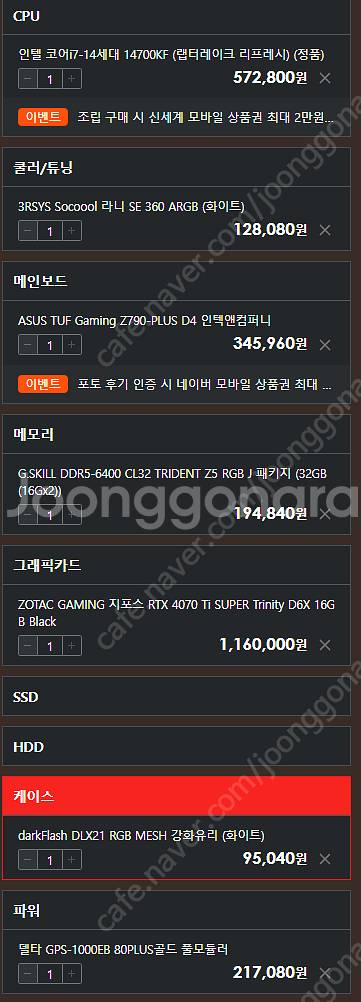 CPU
인텔 코어i7-14세대 14700KF (랩터레이크 리프레시) (정품)
1
572,800원
이벤트 조립 구매 시 신세계 모바일 상품권 최대 2만원...
쿨러/튜닝
3RSYS Socoool 라니 SE 360 ARGB (화이트)
1
128,080원
메인보드
ASUS TUF Gaming Z790-PLUS D4 인텍앤컴퍼니
1
345,960원
이벤트 포토 후기 인증 시 네이버 모바일 상품권 최대 ...
메모리
G.SKILL DDR5-6400 CL32 TRIDENT Z5 RGB J 패키지 (32GB
(16Gx2))
1
194,840원
Joonggonara
그래픽카드
ZOTAC GAMING 지포스 RTX 4070 Ti SUPER Trinity D6X 16G
B Black
1
1,160,000원
SSD
HDD
케이스
darkFlash DLX21 RGB MESH 강화유리 (화이트)
1
95,040원
파워
델타 GPS-1000EB 80PLUS골드 풀모듈러
1
217,080원
cafe.naver.com/joonggonara
cafe.naver.com/joonggonara
cafe.naver.com/joonggonara